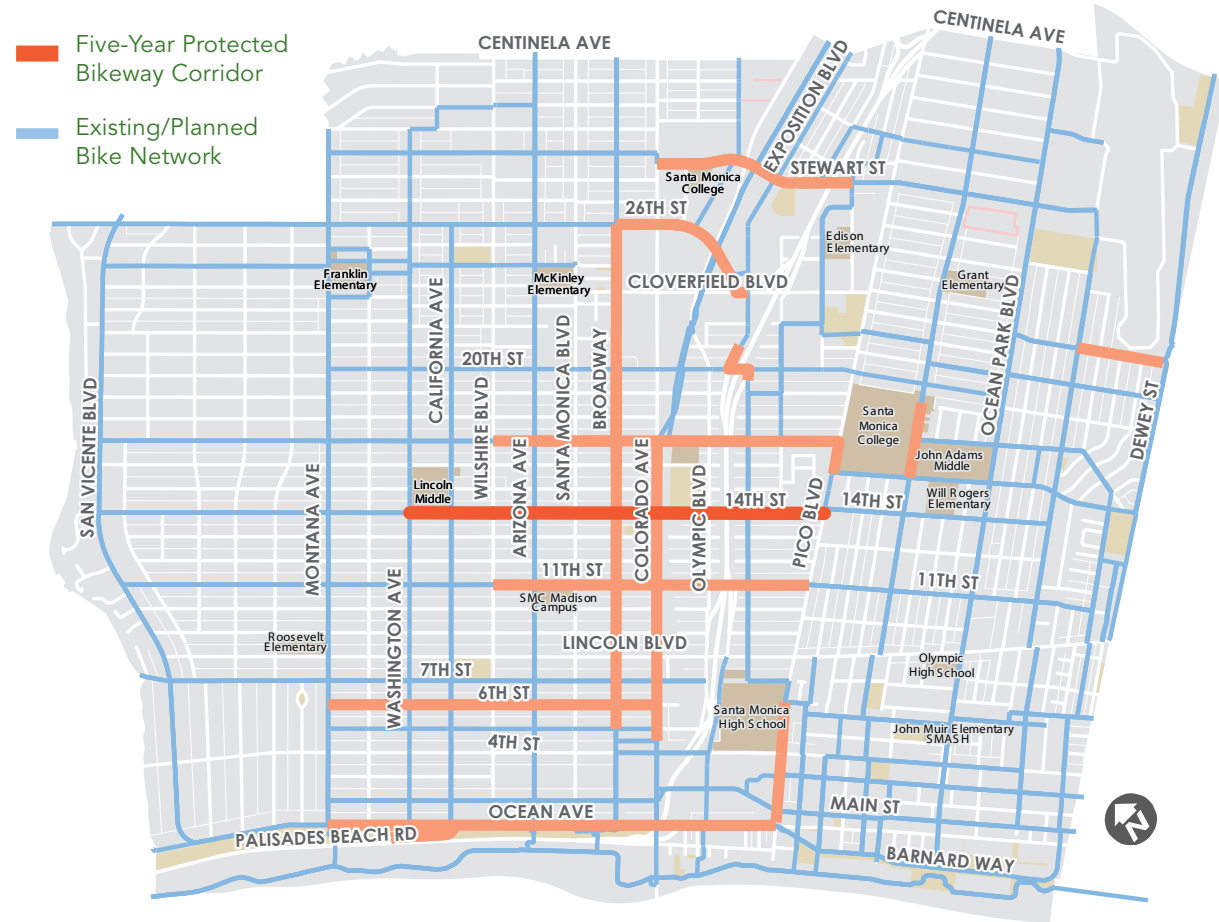 Five-Year Protected
Bikeway Corridor
Existing/Planned
Bike Network
CENTINELA AVE
CENTINELA AVE
EXPOSITION BLVD
STEWART ST
Santa Monica
College
26TH ST
Edison
Elementary
Franklin
Elementary
McKinley
Elementary
CLOVERFIELD BLVD
Grant
Elementary
CALIFORNIA AVE
SANTA MONICA BLVD
BROADWAY
OCEAN PARK BLVD
20TH ST
WILSHIRE BLVD
SAN VICENTE BLVD
DEWEY ST
Santa
Monica
College
John Adams
Middle
MONTANA AVE
Lincoln
Middle
ARIZONA AVE
COLORADO AVE
OLYMPIC BLVD
14TH ST
PICO BLVD
14TH ST
Will Rogers
Elementary
11TH ST
11TH ST
WASHINGTON AVE
SMC Madison
Campus
Roosevelt
Elementary
LINCOLN BLVD
7TH ST
Olympic
High School
6TH ST
Santa Monica
High School
4TH ST
John Muir Elementary
SMASH
OCEAN AVE
MAIN ST
PALISADES BEACH RD
BARNARD WAY
N